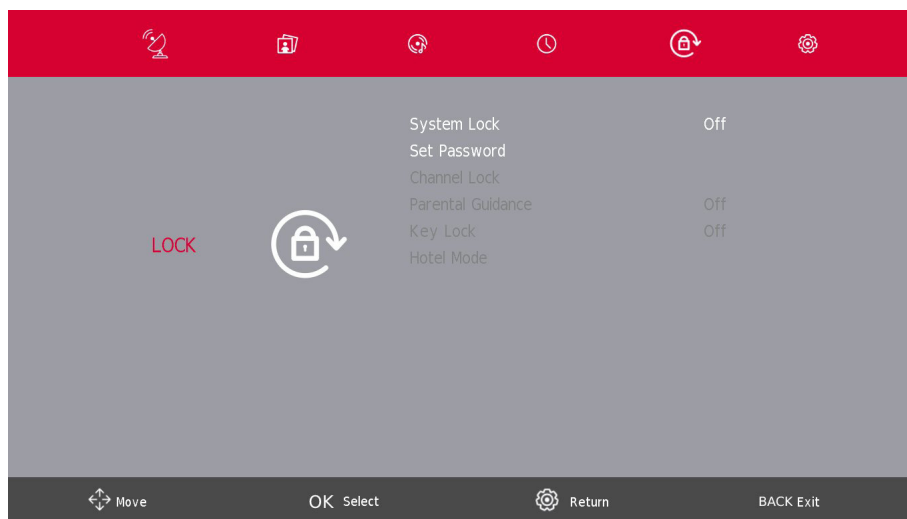 System Lock Off
Set Password
Channel Lock
Parental Guidance Off
Key Lock Off
Hotel Mode
LOCK
Move OK Select Return BACK Exit